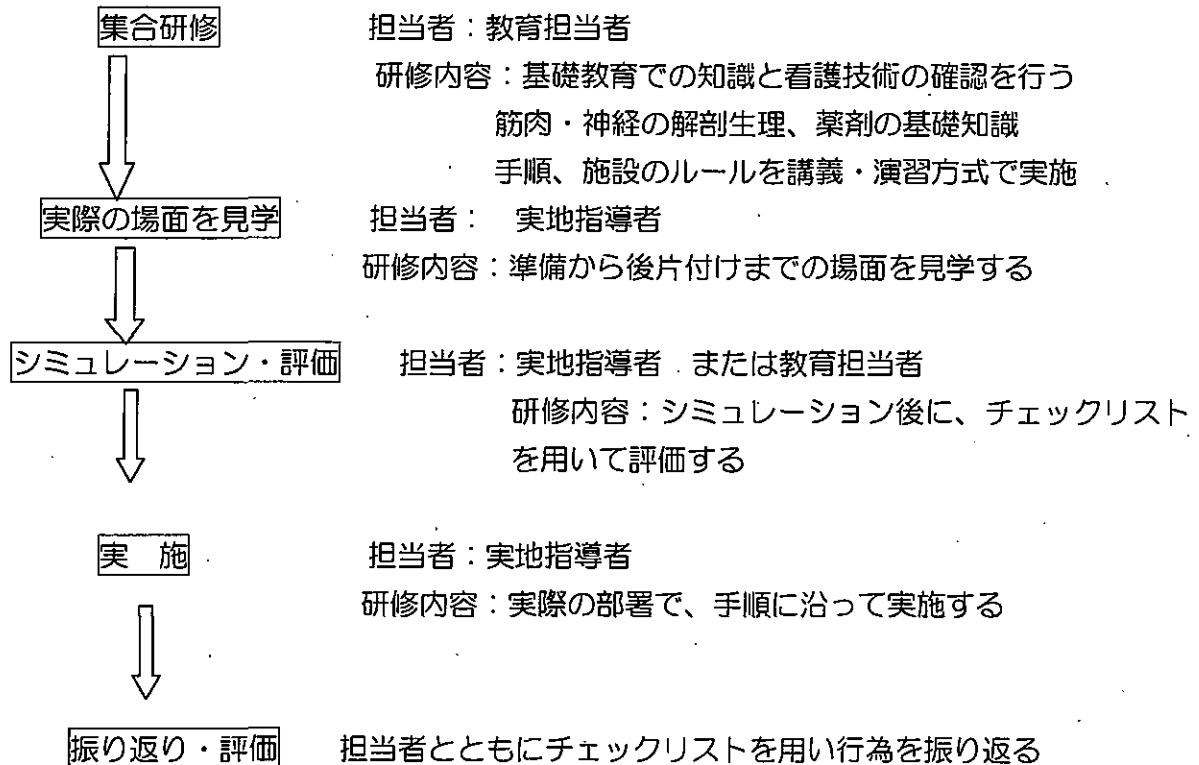 集合研修 担当者：教育担当者
研修内容：基礎教育での知識と看護技術の確認を行う
筋肉・神経の解剖生理、薬剤の基礎知識
手順、施設のルールを講義・演習方式で実施
実際の場面を見学 担当者： 実地指導者
研修内容：準備から後片付けまでの場面を見学する
シミュレーション・評価 担当者：実地指導者 または教育担当者
研修内容：シミュレーション後に、チェックリスト
を用いて評価する
実 施 担当者：実地指導者
研修内容：実際の部署で、手順に沿って実施する
振り返り・評価 担当者とともにチェックリストを用い行為を振り返る